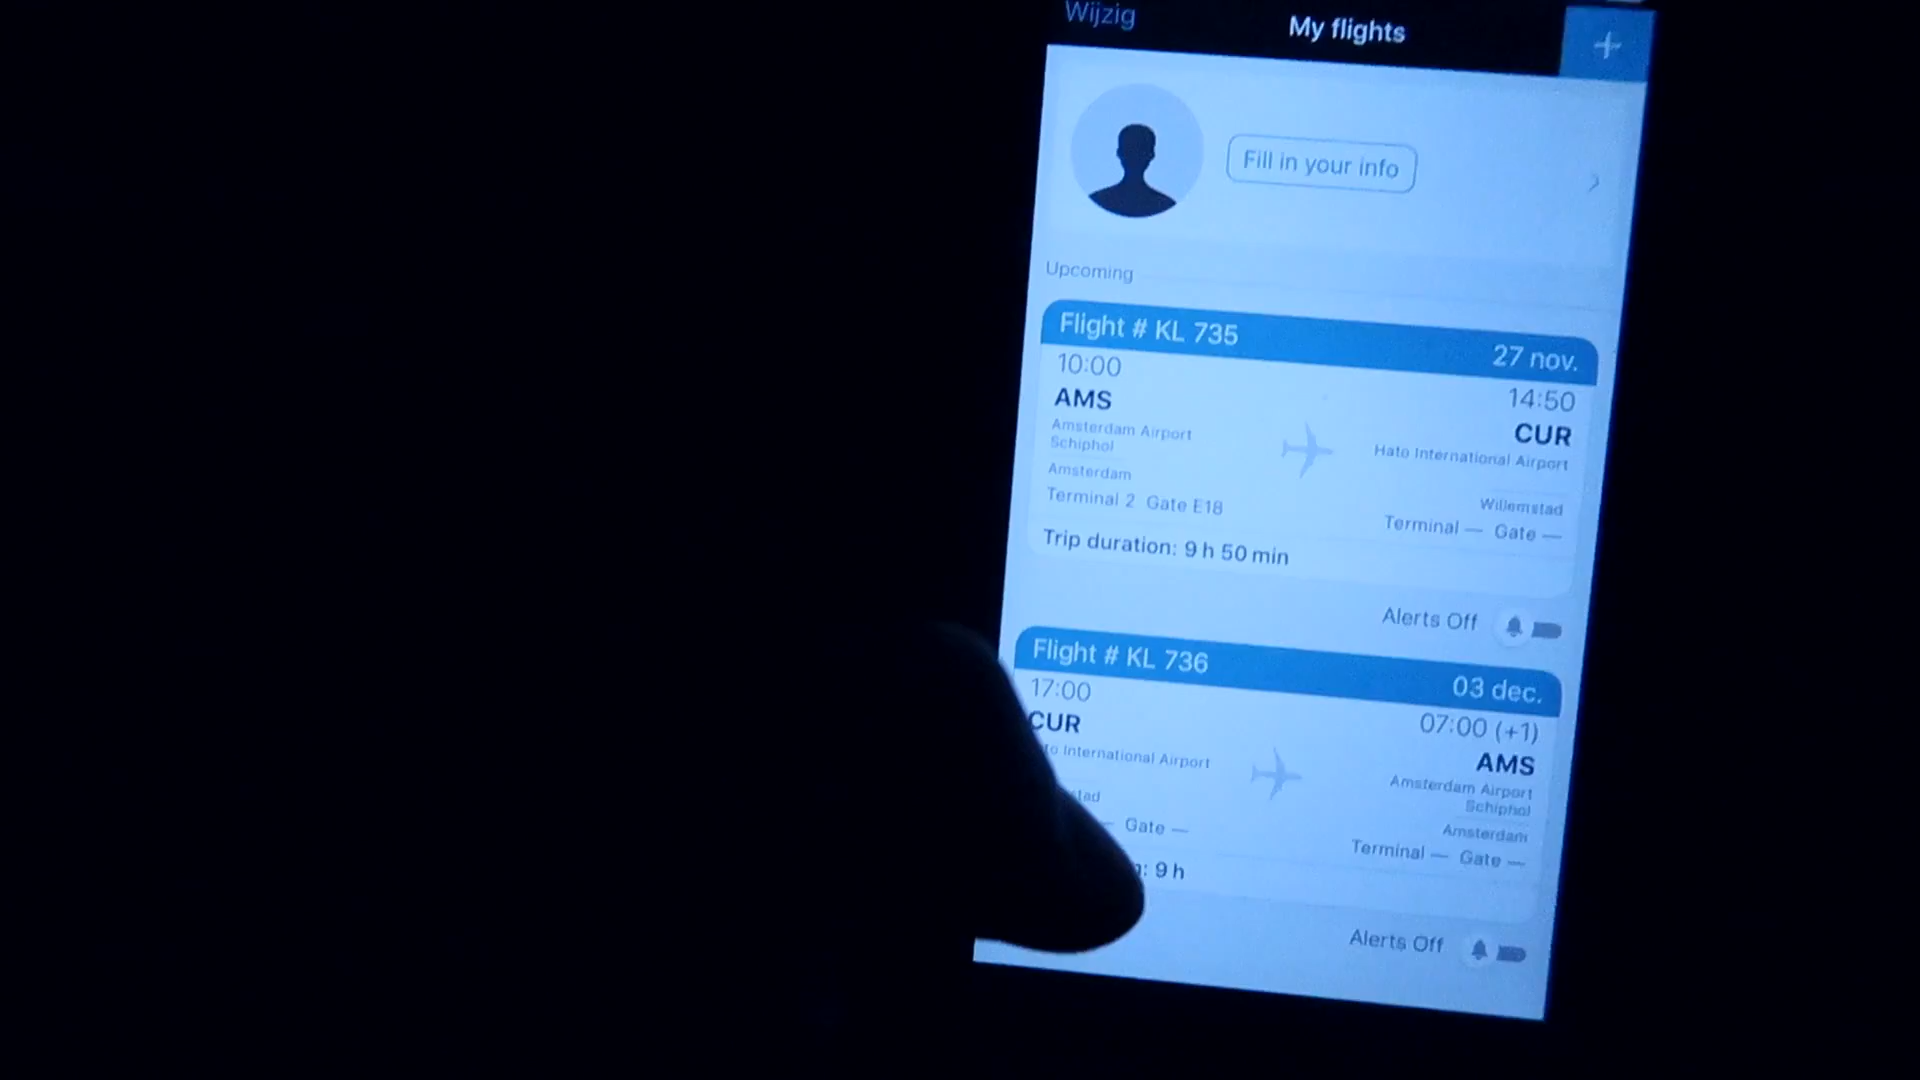 Wijzig
My flights
+
Fill in your info
Upcoming
Flight # KL 735
27 nov.
10:00
14:50
AMS
CUR
Amsterdam Airport
Schiphol
Hato International Airport
Amsterdam
Willemstad
Terminal 2 Gate E18
Terminal — Gate —
Trip duration: 9 h 50 min
Alerts Off
Flight # KL 736
03 dec.
17:00
07:00 (+1)
CUR
AMS
International Airport
Amsterdam Airport
Schiphol
Amsterdam
Gate —
Terminal — Gate —
9 h
Alerts Off